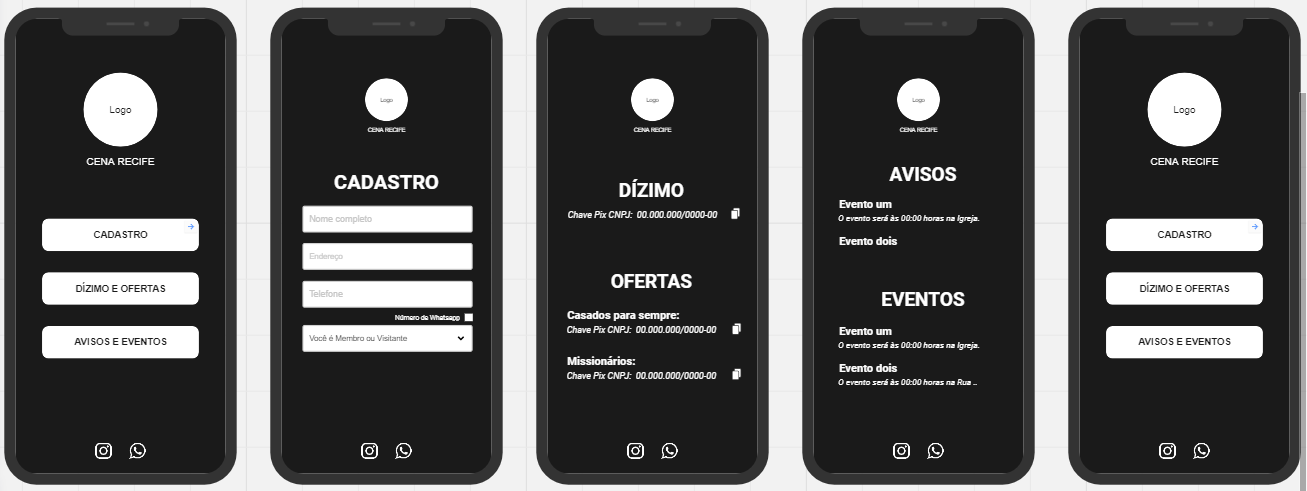 Logo
CENA RECIFE
CADASTRO
DÍZIMO E OFERTAS
AVISOS E EVENTOS
Logo
CENA RECIFE
CADASTRO
Nome completo
Endereço
Telefone
Número de Whatsapp
Você é Membro ou Visitante
Logo
CENA RECIFE
DÍZIMO
Chave Pix CNPJ: 00.000.000/0000-00
OFERTAS
Casados para sempre:
Chave Pix CNPJ: 00.000.000/0000-00
Missionários:
Chave Pix CNPJ: 00.000.000/0000-00
Logo
CENA RECIFE
AVISOS
Evento um
O evento será às 00:00 horas na Igreja.
Evento dois
EVENTOS
Evento um
O evento será às 00:00 horas na Igreja.
Evento dois
O evento será às 00:00 horas na Rua ..
Logo
CENA RECIFE
CADASTRO
DÍZIMO E OFERTAS
AVISOS E EVENTOS